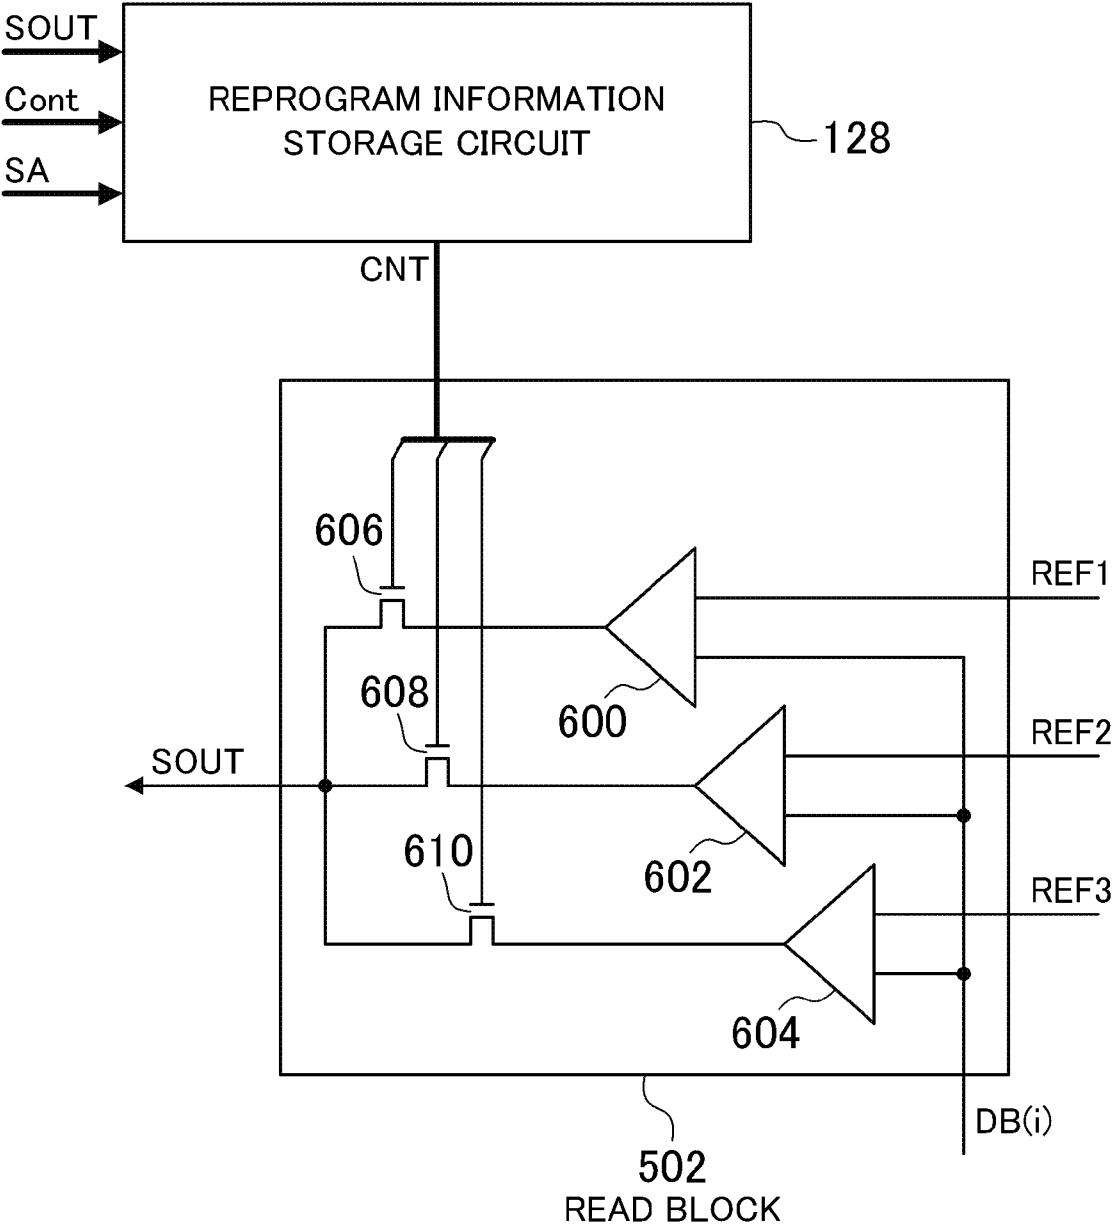 SOUT
Cont
SA
REPROGRAM INFORMATION
STORAGE CIRCUIT
128
CNT
606
REF1
608
600
REF2
SOUT
610
602
REF3
604
DB(i)
502
READ BLOCK